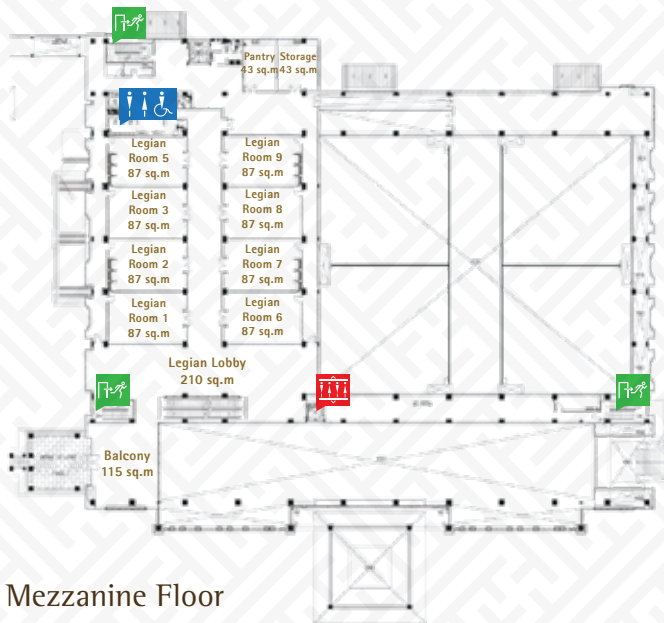 Pantry Storage
43 sq.m 43 sq.m
Legian
Room 5
87 sq.m
Legian
Room 9
87 sq.m
Legian
Room 3
87 sq.m
Legian
Room 8
87 sq.m
Legian
Room 2
87 sq.m
Legian
Room 7
87 sq.m
Legian
Room 1
87 sq.m
Legian
Room 6
87 sq.m
Legian Lobby
210 sq.m
Balcony
115 sq.m
Mezzanine Floor